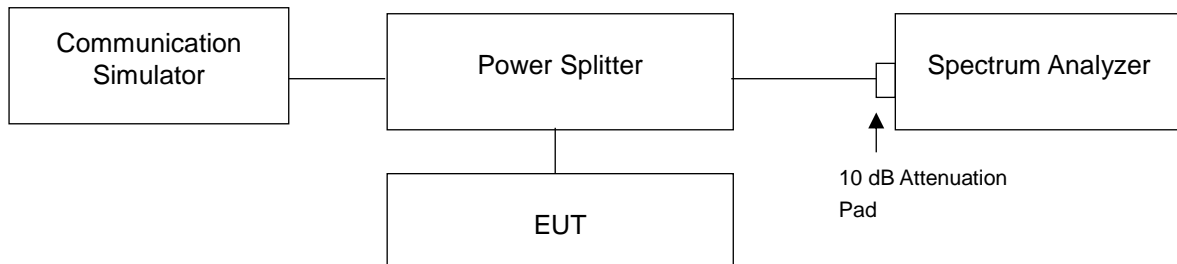 Communication
Simulator
Power Splitter
Spectrum Analyzer
10 dB Attenuation
Pad
EUT